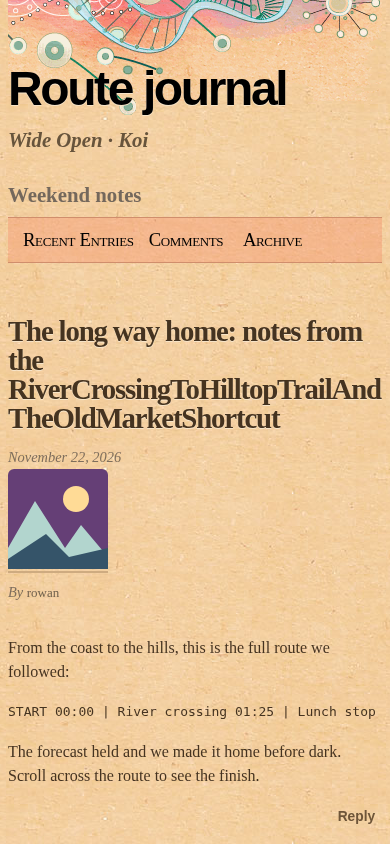 Route journal
Wide Open · Koi
Weekend notes
Recent Entries Comments Archive
The long way home: notes from
the
RiverCrossingToHilltopTrailAnd
TheOldMarketShortcut
November 22, 2026
By rowan
From the coast to the hills, this is the full route we
followed:
START 00:00 | River crossing 01:25 | Lunch stop
The forecast held and we made it home before dark.
Scroll across the route to see the finish.
Reply